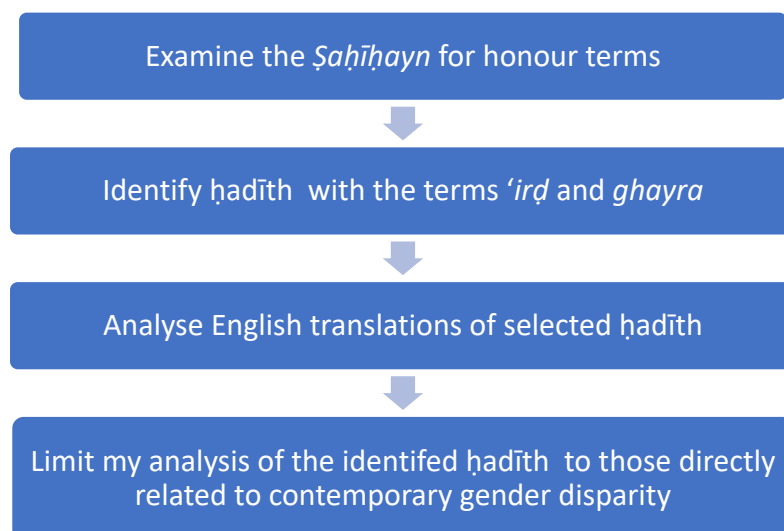 Examine the Ṣaḥīḥayn for honour terms
Identify ḥadīth  with the terms ‘irḍ and ghayra
Analyse English translations of selected ḥadīth
Limit my analysis of the identifed ḥadīth  to those directly
related to contemporary gender disparity